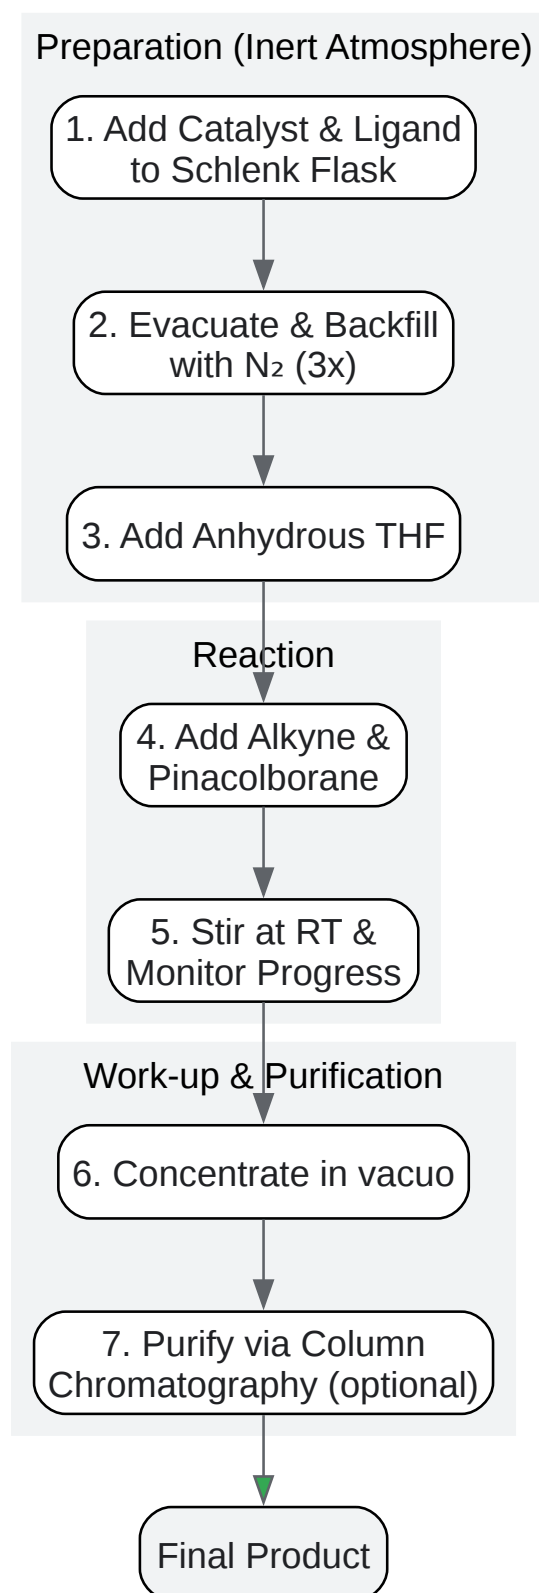 Preparation (Inert Atmosphere)
1. Add Catalyst & Ligand
to Schlenk Flask
2. Evacuate & Backfill
with N₂ (3x)
3. Add Anhydrous THF
Reaction
4. Add Alkyne &
Pinacolborane
5. Stir at RT &
Monitor Progress
Work-up & Purification
6. Concentrate in vacuo
7. Purify via Column
Chromatography (optional)
Final Product